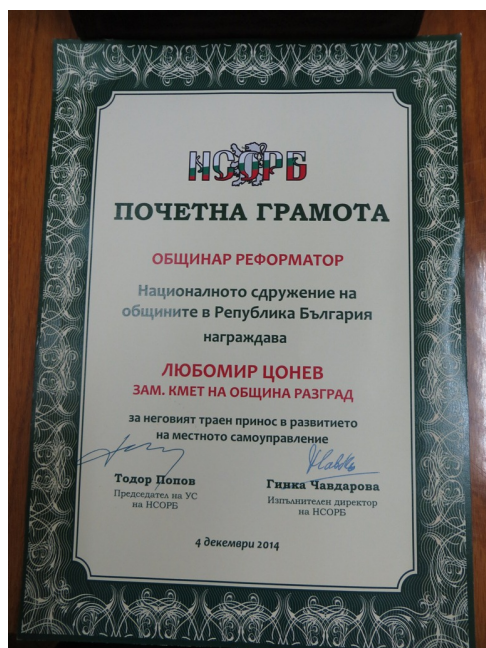 НСОРБ
ПОЧЕТНА ГРАМОТА
ОБЩИНАР РЕФОРМАТОР
Националното сдружение на
общините в Република България
награждава
ЛЮБОМИР ЦОНЕВ
ЗАМ. КМЕТ НА ОБЩИНА РАЗГРАД
за неговият траен принос в развитието
на местното самоуправление
Тодор Попов
Председател на УС
на НСОРБ
Гинка Чавдарова
Изпълнителен директор
на НСОРБ
4 декември 2014